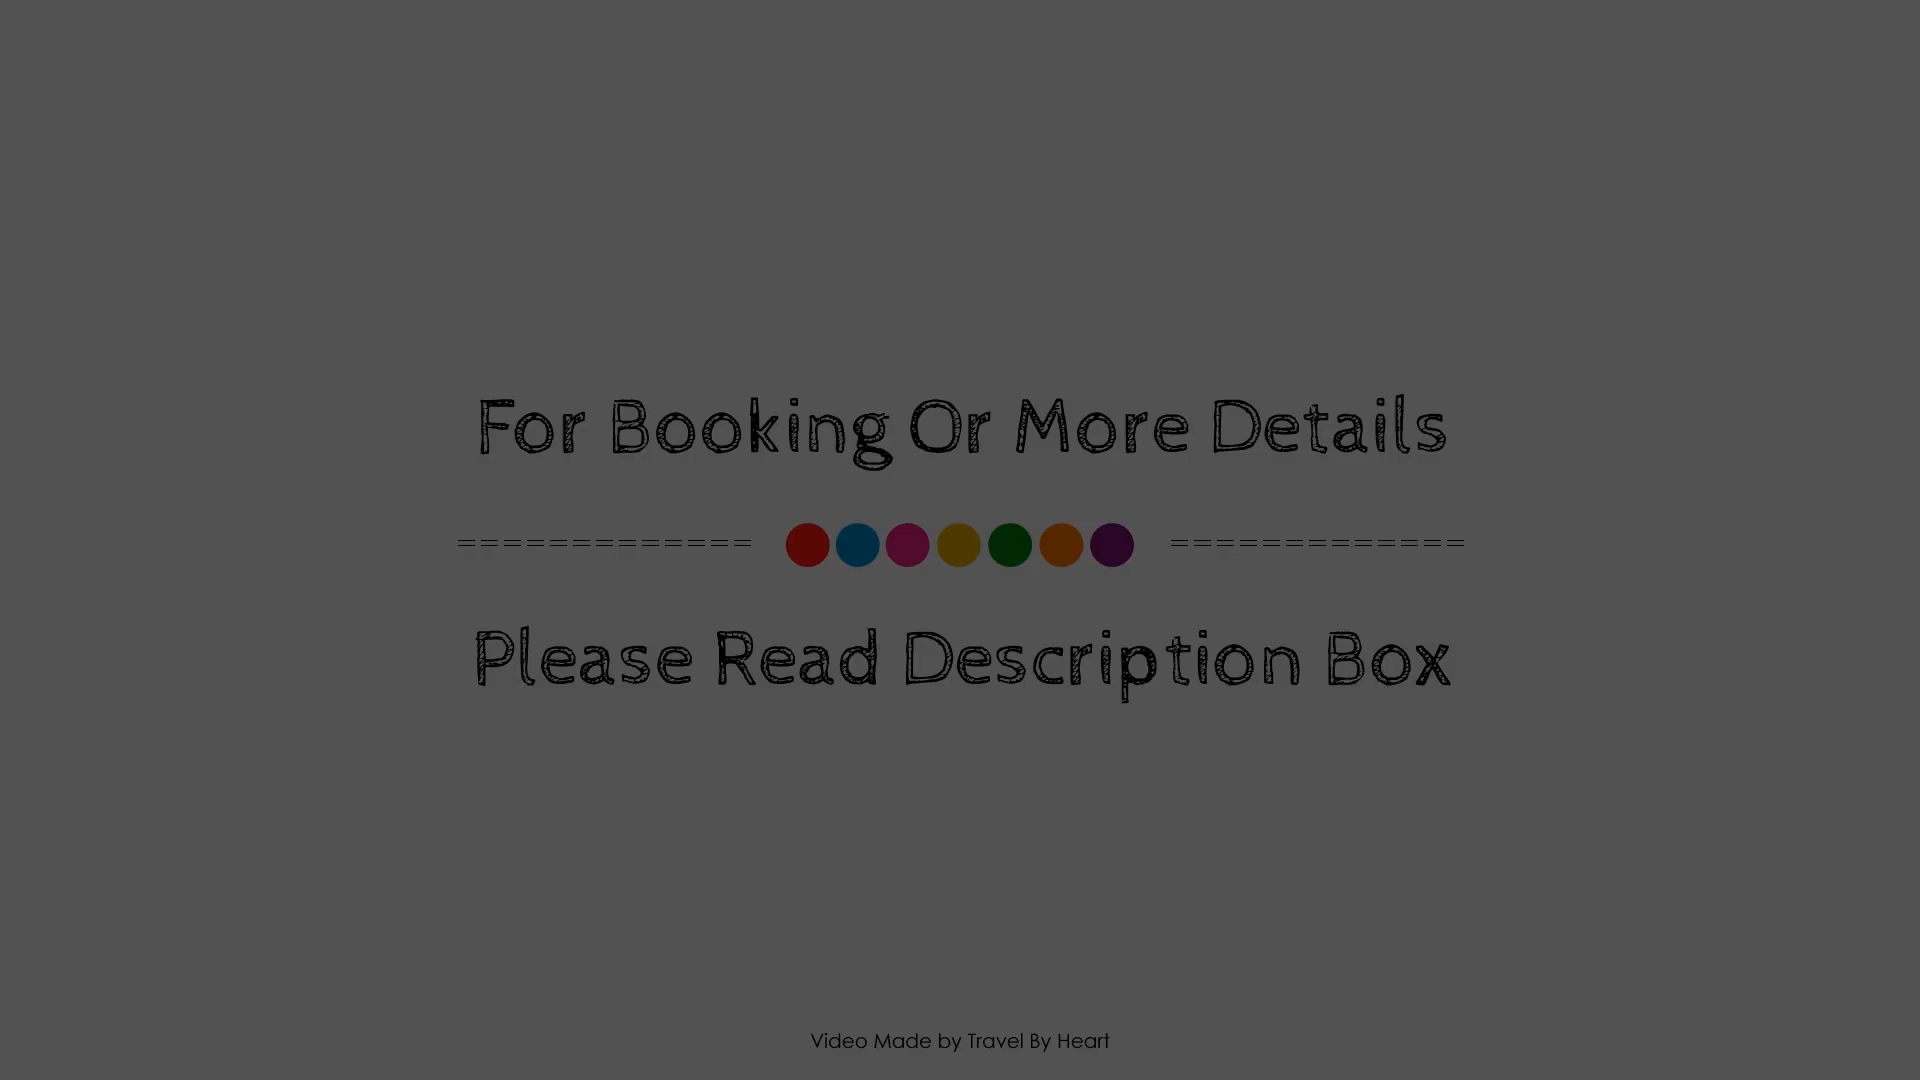 For Booking Or More Details
============= =============
Please Read Description Box
Video Made by Travel By Heart